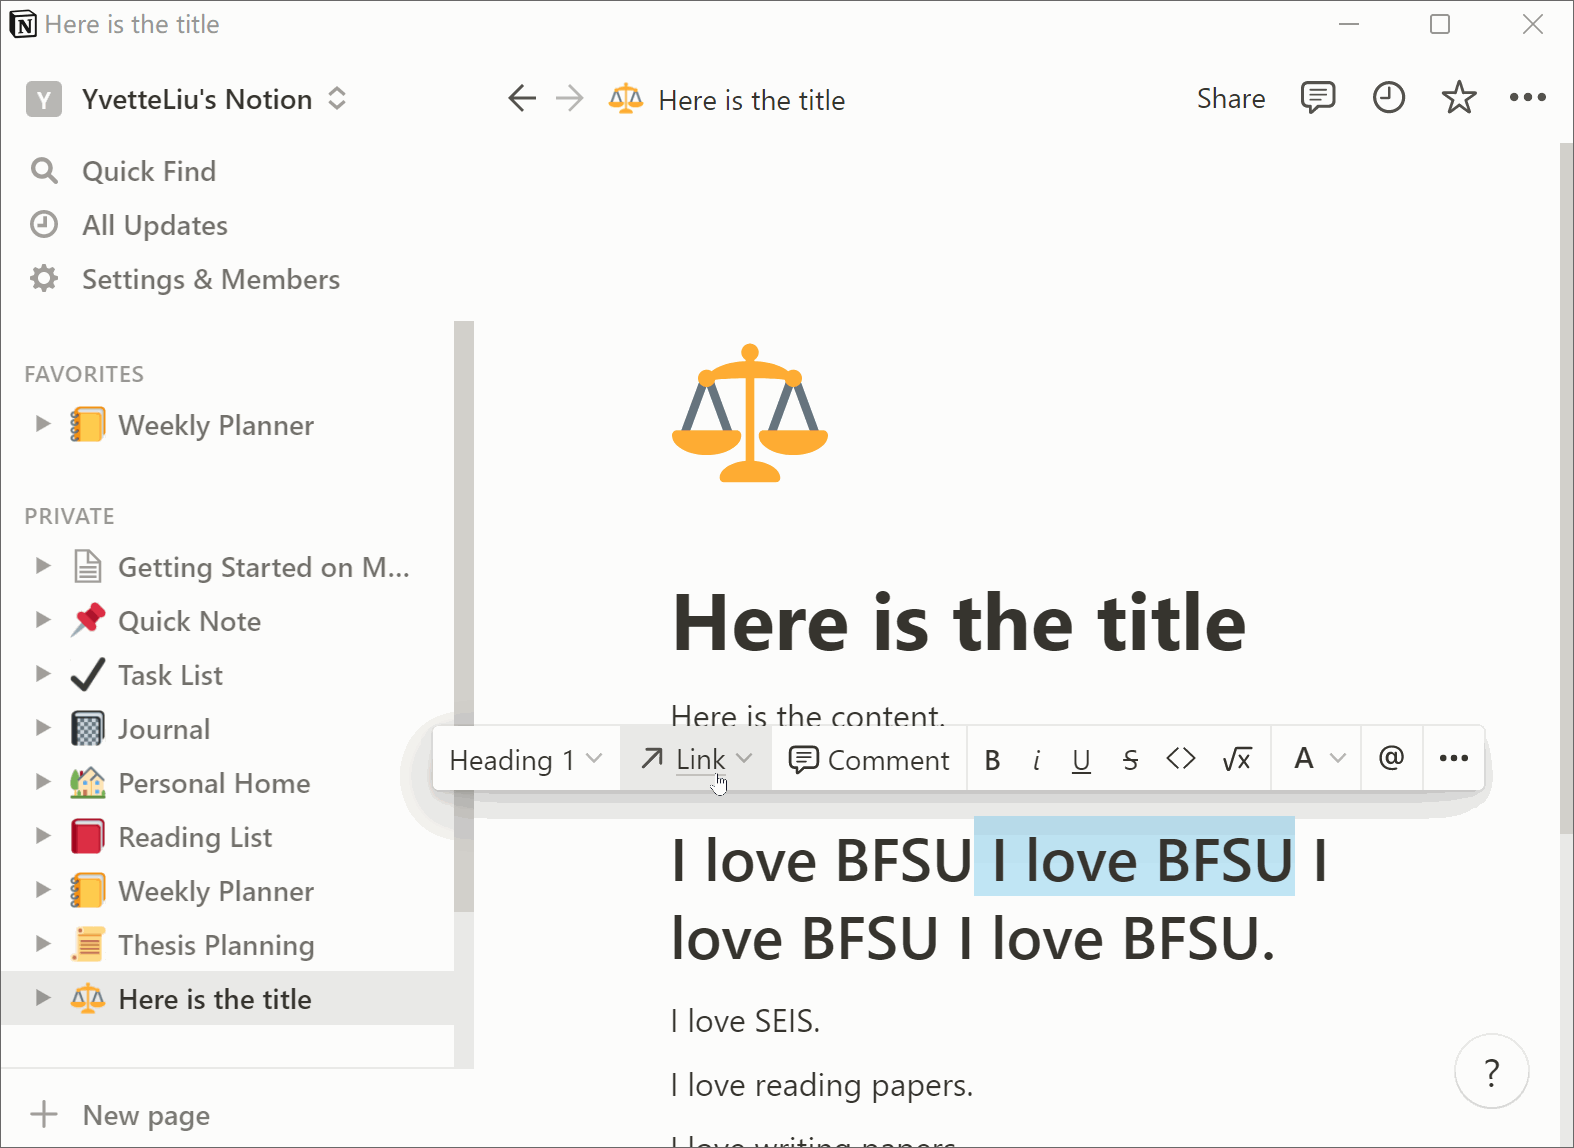 Here is the title
Y YvetteLiu's Notion
Here is the title
Share
Quick Find
All Updates
Settings & Members
FAVORITES
Weekly Planner
PRIVATE
Getting Started on M...
Quick Note
Task List
Journal
Personal Home
Reading List
Weekly Planner
Thesis Planning
Here is the title
New page
Here is the title
Here is the content.
Heading 1 Link Comment B i U S <> √x A @ •••
I love BFSU I love BFSU I
love BFSU I love BFSU.
I love SEIS.
I love reading papers.
I love writing papers
?